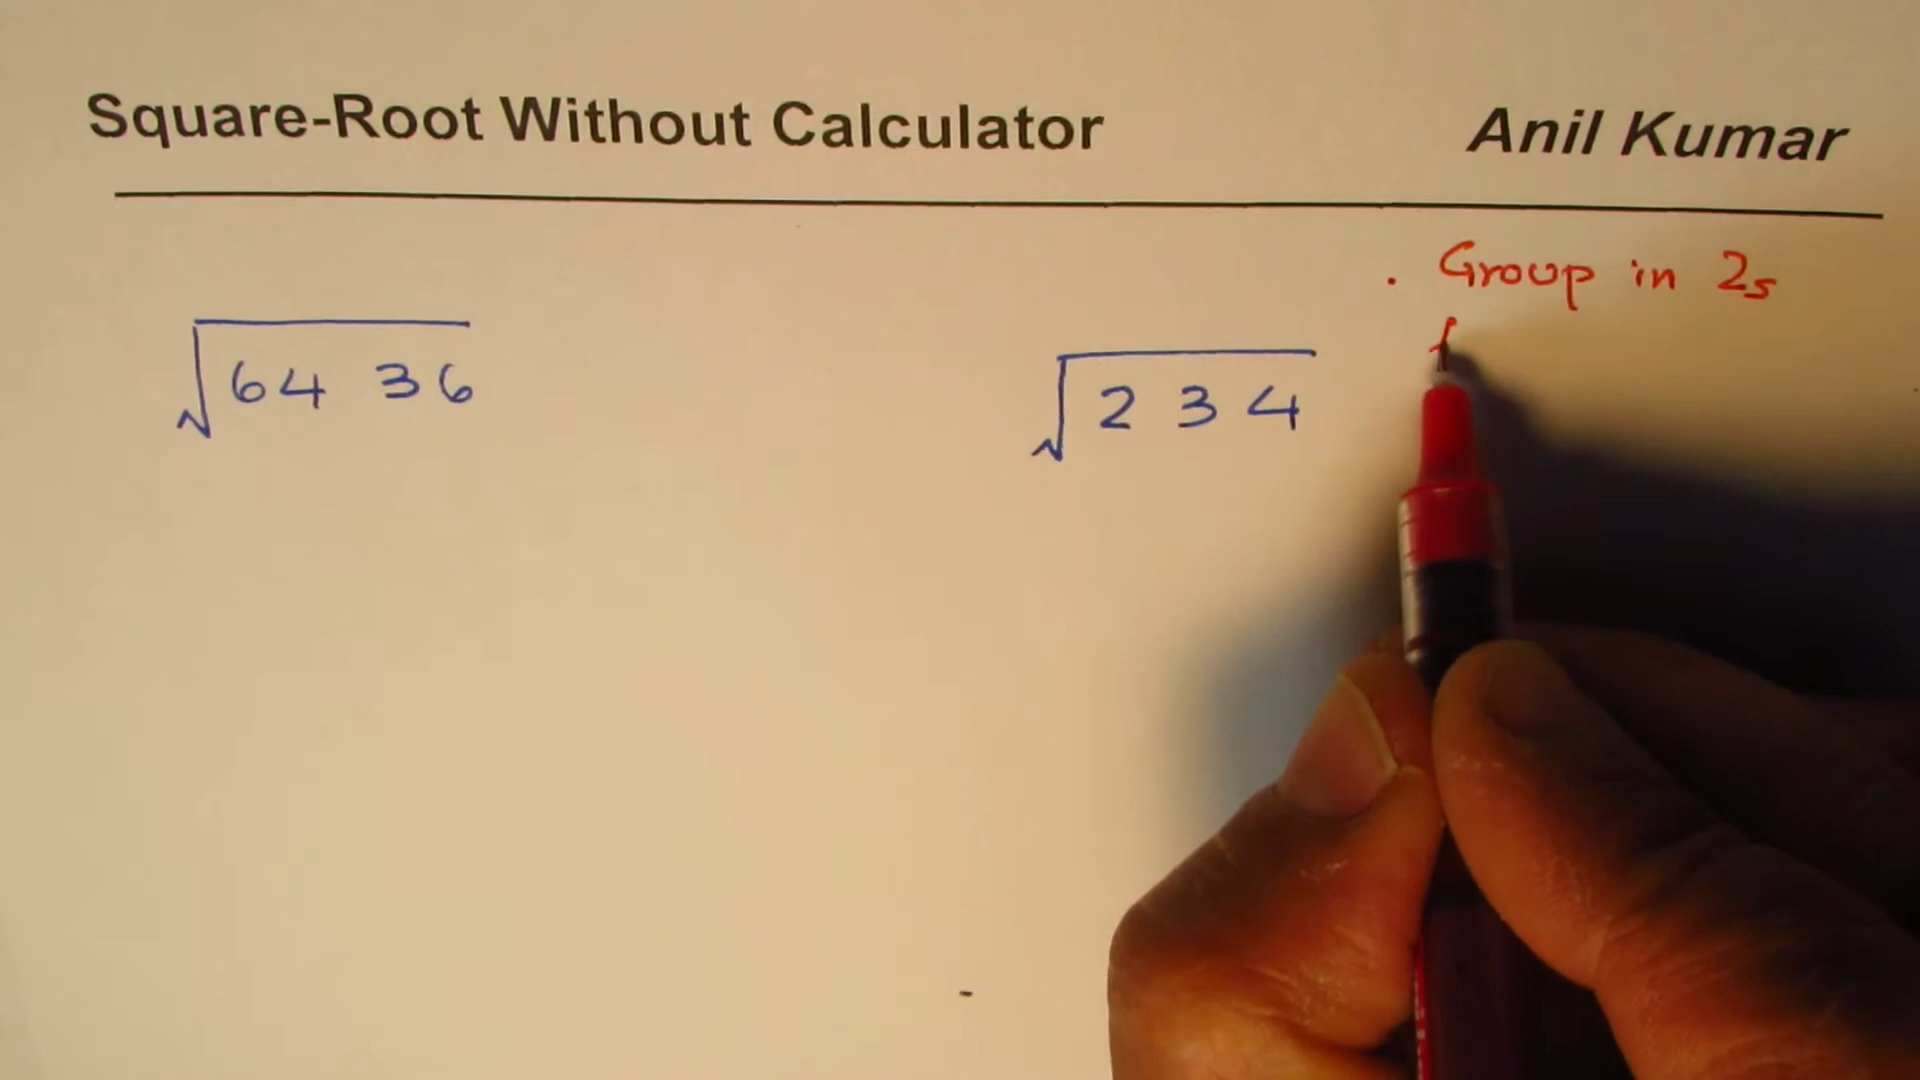 Square-Root Without Calculator Anil Kumar
. Group in 2s
√64 36
√2 3 4